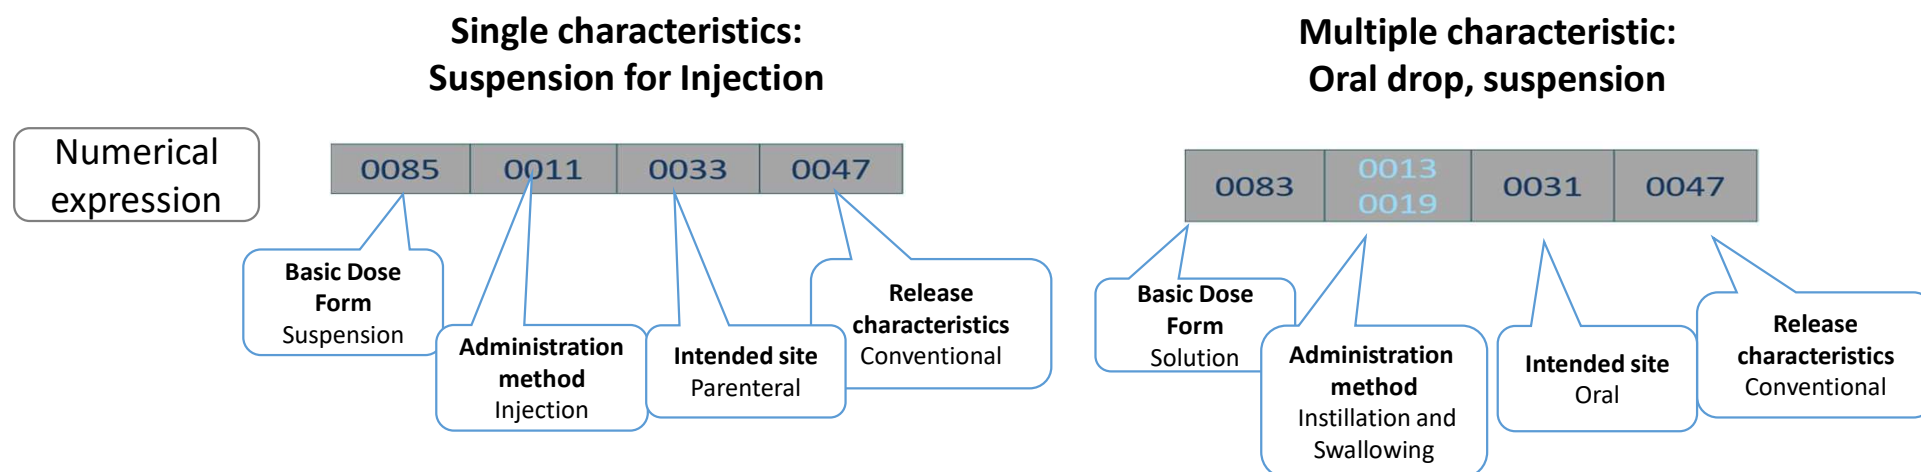 Single characteristics:
Suspension for Injection
Multiple characteristic:
Oral drop, suspension
Numerical
expression
0085 0011 0033 0047
Basic Dose
Form
Suspension
Administration
method
Injection
Intended site
Parenteral
Release
characteristics
Conventional
0083 0013 0031 0047
0019
Basic Dose
Form
Solution
Administration
method
Instillation and
Swallowing
Intended site
Oral
Release
characteristics
Conventional